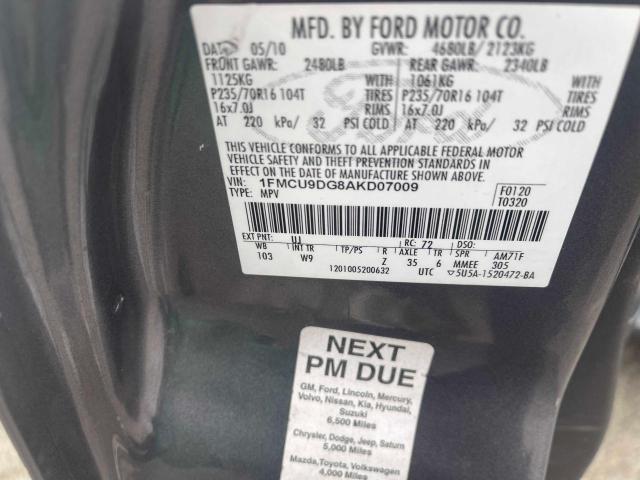 MFD. BY FORD MOTOR CO.
DATE: 05/10 GVWR: 4680LB/ 2123KG
FRONT GAWR: 2480LB REAR GAWR: 2340LB
1125KG WITH 1061KG WITH
P235/70R16 104T TIRES P235/70R16 104T TIRES
16x7.0J RIMS 16x7.0J RIMS
AT 220 kPa/ 32 PSI COLD AT 220 kPa/ 32 PSI COLD
THIS VEHICLE CONFORMS TO ALL APPLICABLE FEDERAL MOTOR
VEHICLE SAFETY AND THEFT PREVENTION STANDARDS IN
EFFECT ON THE DATE OF MANUFACTURE SHOWN ABOVE.
VIN: 1FMCU9DG8AKD07009
TYPE: MPV
F0120
T0320
EXT PNT: UJ RC: 72 DSO:
WB INT TR TP/PS R AXLE TR SPR AM71F
103 W9 Z 35 6 MMEE 305
1201005200632 UTC ▽5U5A-1520472-BA
NEXT
PM DUE
GM, Ford, Lincoln, Mercury,
Volvo, Nissan, Kia, Hyundai,
Suzuki
6,500 Miles
Chrysler, Dodge, Jeep, Saturn
5,000 Miles
Mazda, Toyota, Volkswagen
4,000 Miles